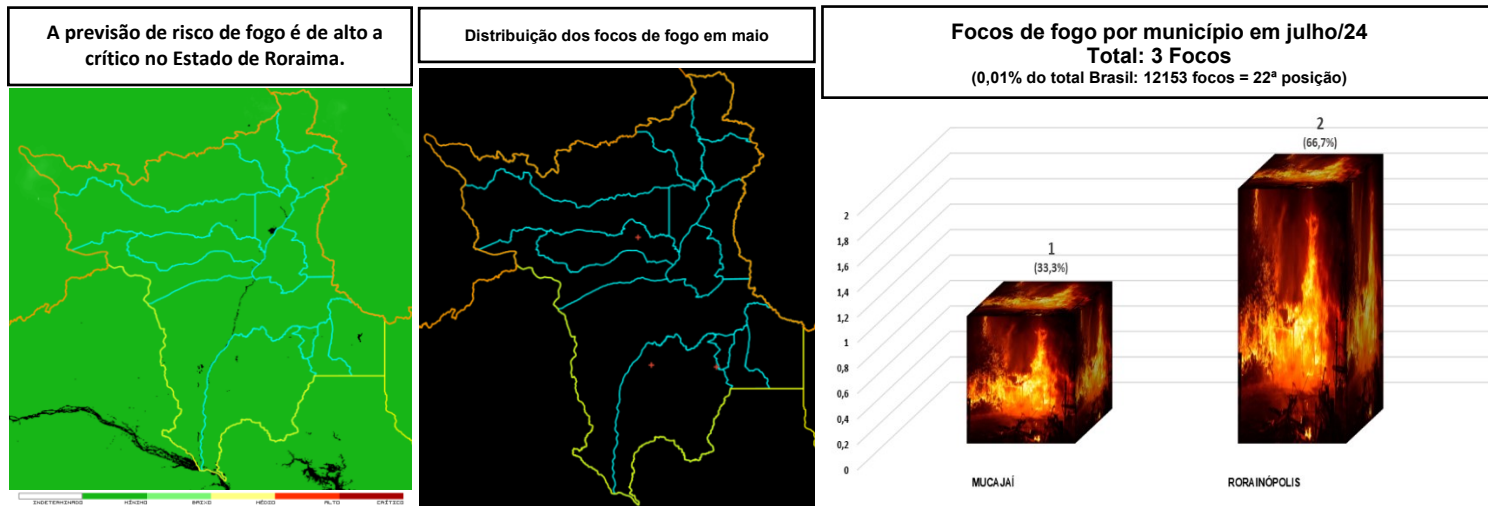 A previsão de risco de fogo é de alto a
crítico no Estado de Roraima.
INDETERMINADO MÍNIMO BAIXO MÉDIO ALTO CRÍTICO
Distribuição dos focos de fogo em maio
Focos de fogo por município em julho/24
Total: 3 Focos
(0,01% do total Brasil: 12153 focos = 22ª posição)
2
(66,7%)
1
(33,3%)
2
1,8
1,6
1,4
1,2
1
0,8
0,6
0,4
0,2
0
MUCAJAÍ
RORAINÓPOLIS